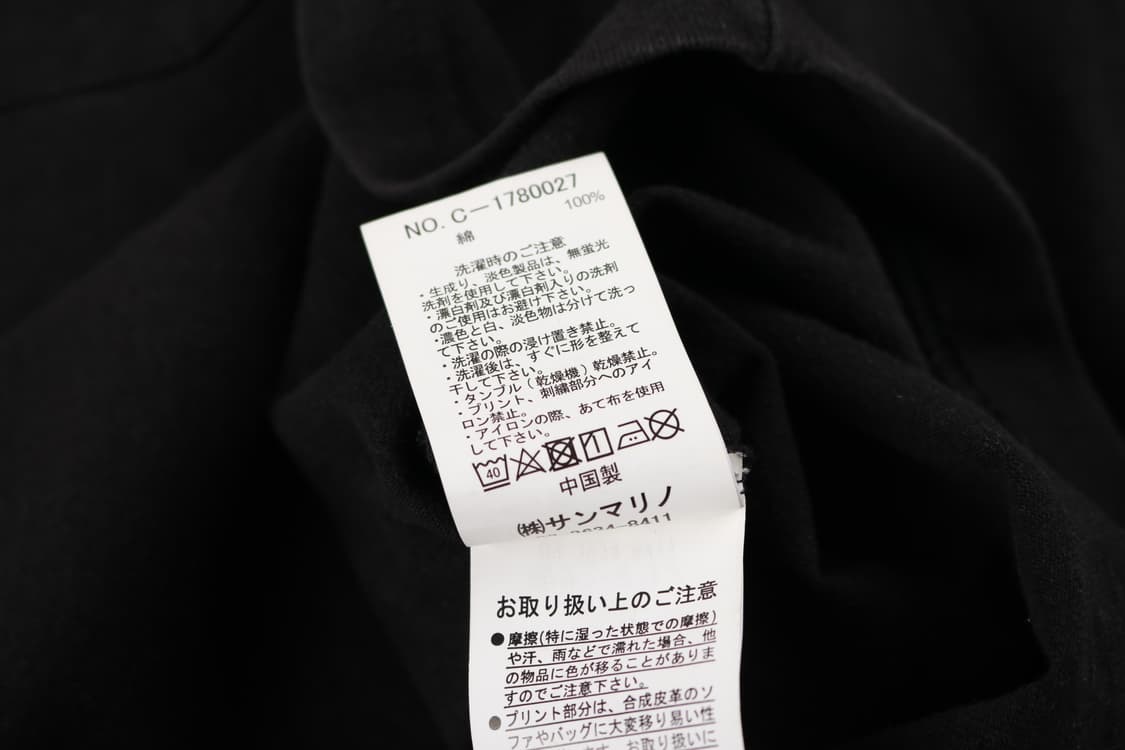 NO. C-1780027
綿 100%
洗濯時のご注意
・生成り、淡色製品は、無蛍光
洗剤を使用して下さい。
・漂白剤及び漂白剤入りの洗剤
のご使用はお避け下さい。
・濃色と白、淡色物は分けて洗っ
て下さい。
・洗濯の際の浸け置き禁止。
・洗濯後は、すぐに形を整えて
干して下さい。
・タンブル(乾燥機)乾燥禁止。
・プリント、刺繍部分へのアイ
ロン禁止。
・アイロンの際、あて布を使用
して下さい。
40
中国製
㈱サンマリノ
8411
お取り扱い上のご注意
●摩擦(特に湿った状態での摩擦)
や汗、雨などで濡れた場合、他
の物品に色が移ることがありま
すのでご注意下さい。
●プリント部分は、合成皮革のソ
ファやバッグに大変移り易い性
お取り扱いに